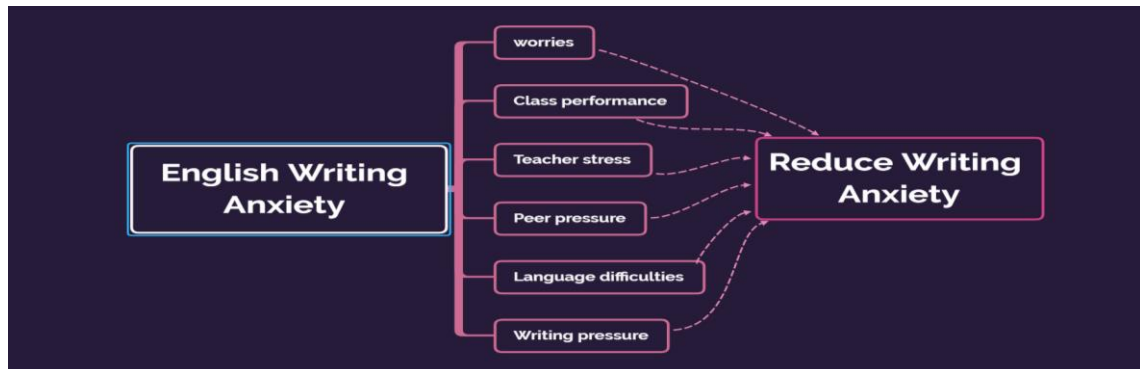 English Writing
Anxiety
worries
Class performance
Teacher stress
Peer pressure
Language difficulties
Writing pressure
Reduce Writing
Anxiety